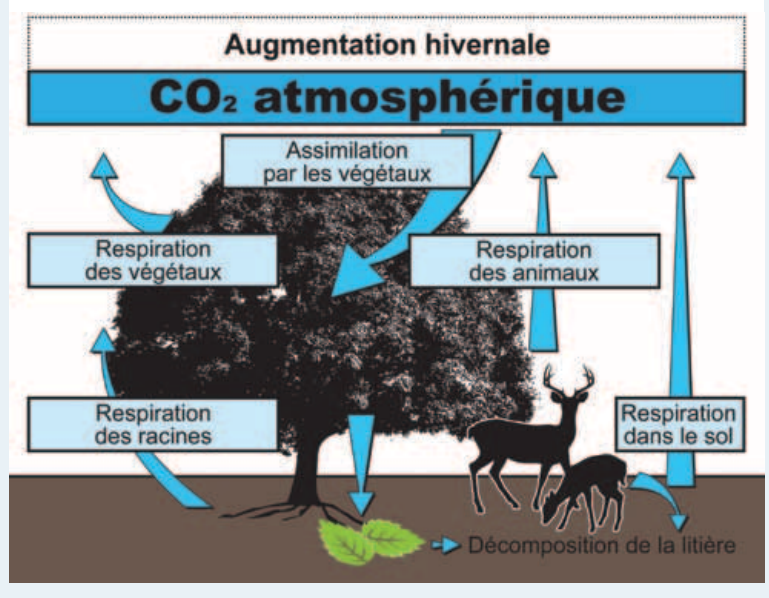 Augmentation hivernale
CO₂ atmosphérique
Assimilation
par les végétaux
Respiration
des végétaux
Respiration
des animaux
Respiration
des racines
Respiration
dans le sol
Décomposition de la litière